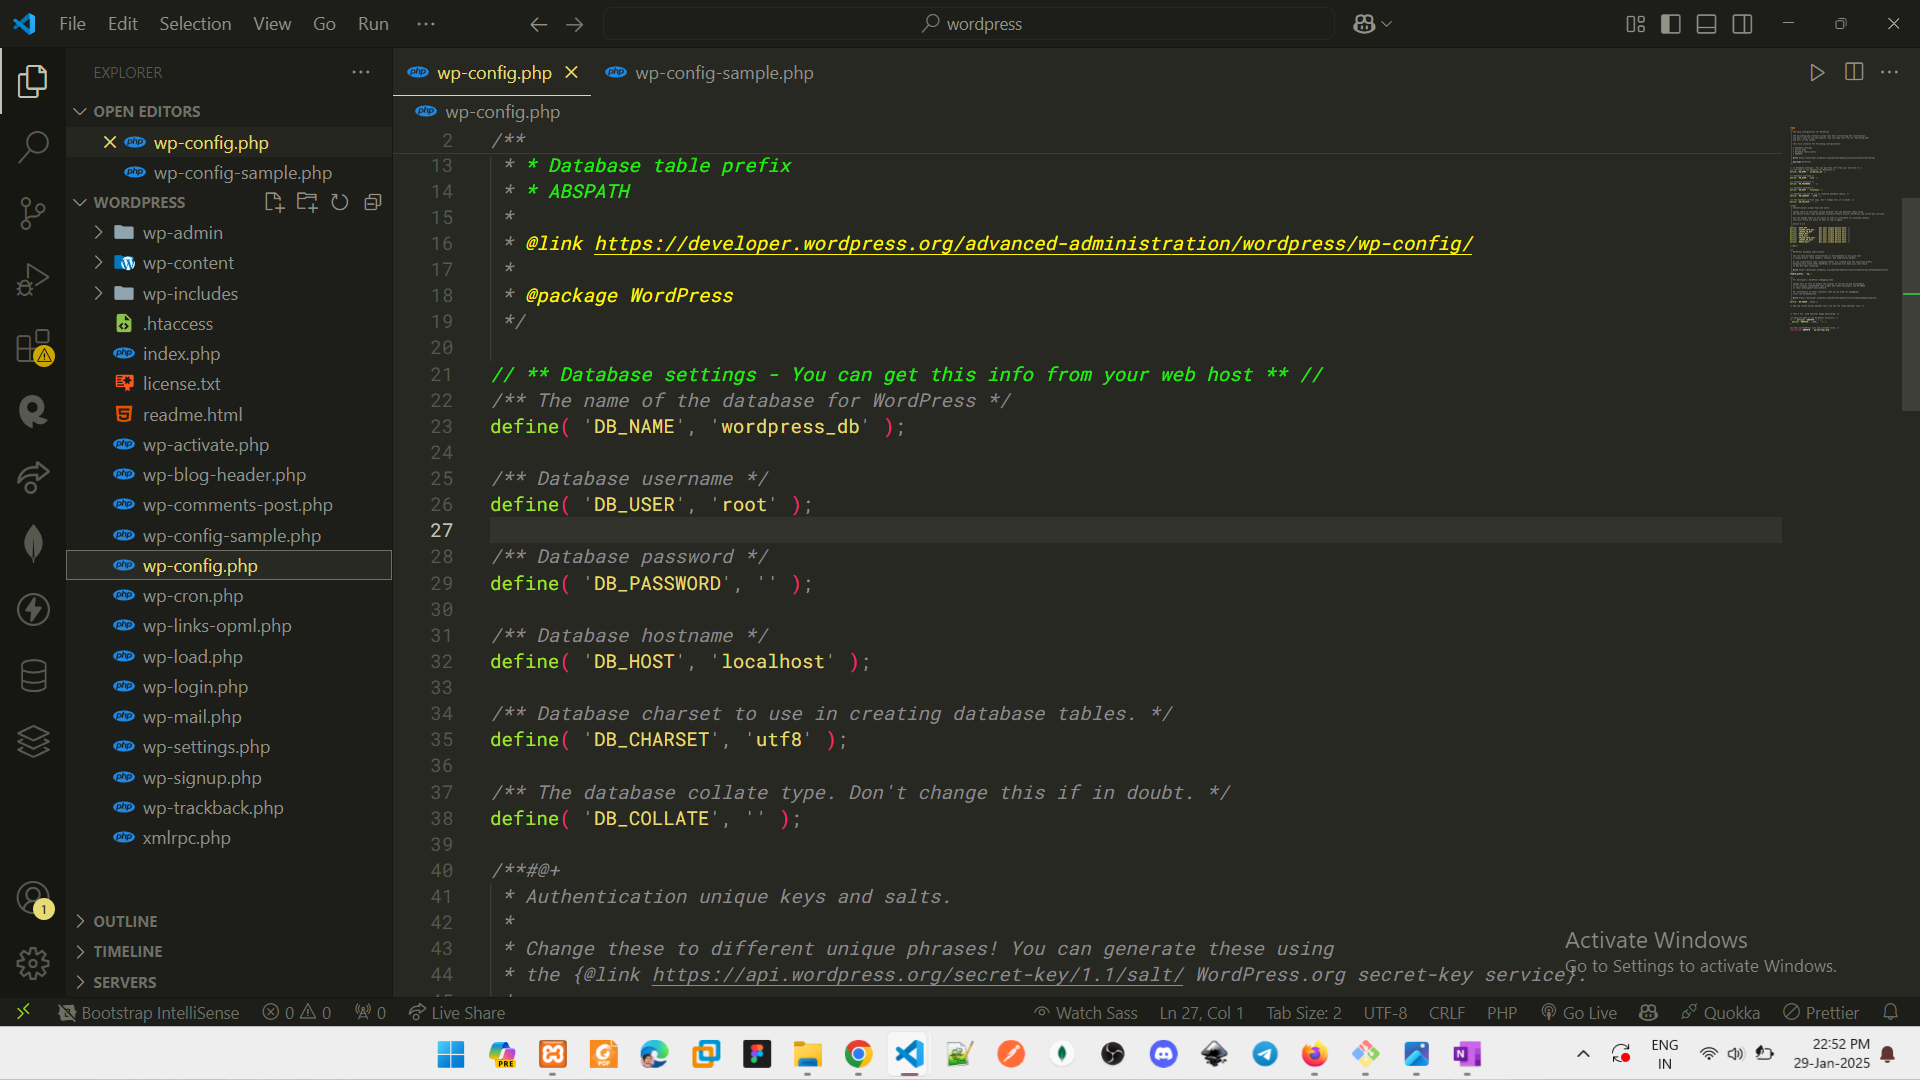 File Edit Selection View Go Run ···
wordpress
EXPLORER ···
OPEN EDITORS
wp-config.php
wp-config-sample.php
WORDPRESS
wp-admin
wp-content
wp-includes
.htaccess
index.php
license.txt
readme.html
wp-activate.php
wp-blog-header.php
wp-comments-post.php
wp-config-sample.php
wp-config.php
wp-cron.php
wp-links-opml.php
wp-load.php
wp-login.php
wp-mail.php
wp-settings.php
wp-signup.php
wp-trackback.php
xmlrpc.php
1
OUTLINE
TIMELINE
SERVERS
wp-config.php wp-config-sample.php
wp-config.php
2 /**
13 * * Database table prefix
14 * * ABSPATH
15 *
16 * @link https://developer.wordpress.org/advanced-administration/wordpress/wp-config/
17 *
18 * @package WordPress
19 */
20
21 // ** Database settings - You can get this info from your web host ** //
22 /** The name of the database for WordPress */
23 define( 'DB_NAME', 'wordpress_db' );
24
25 /** Database username */
26 define( 'DB_USER', 'root' );
27
28 /** Database password */
29 define( 'DB_PASSWORD', '' );
30
31 /** Database hostname */
32 define( 'DB_HOST', 'localhost' );
33
34 /** Database charset to use in creating database tables. */
35 define( 'DB_CHARSET', 'utf8' );
36
37 /** The database collate type. Don't change this if in doubt. */
38 define( 'DB_COLLATE', '' );
39
40 /**#@+
41 * Authentication unique keys and salts.
42 *
43 * Change these to different unique phrases! You can generate these using
44 * the {@link https://api.wordpress.org/secret-key/1.1/salt/ WordPress.org secret-key service}.
Activate Windows
Go to Settings to activate Windows.
Bootstrap IntelliSense 0 0 0 Live Share Watch Sass Ln 27, Col 1 Tab Size: 2 UTF-8 CRLF PHP Go Live Quokka Prettier
PRE
ENG
IN
22:52 PM
29-Jan-2025